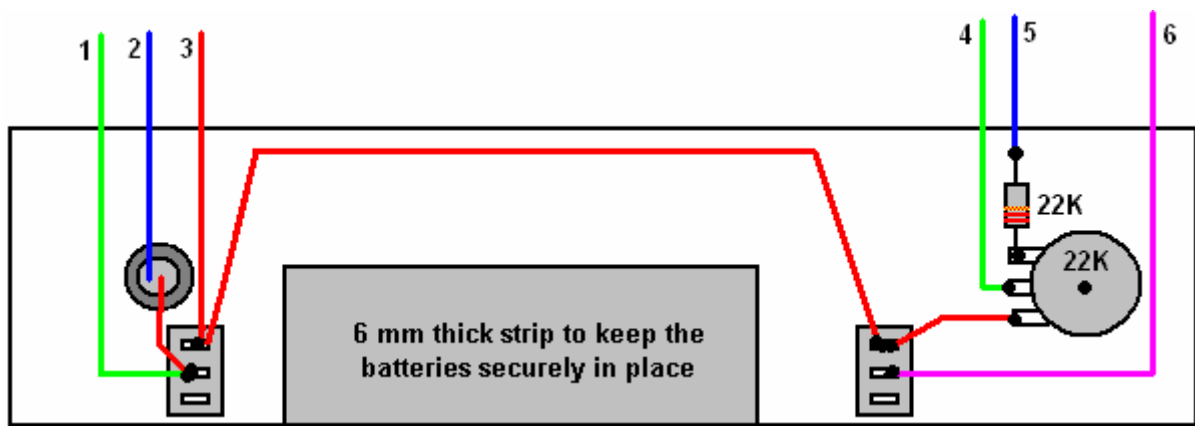 1
2
3
4
5
6
22K
22K
6 mm thick strip to keep the
batteries securely in place